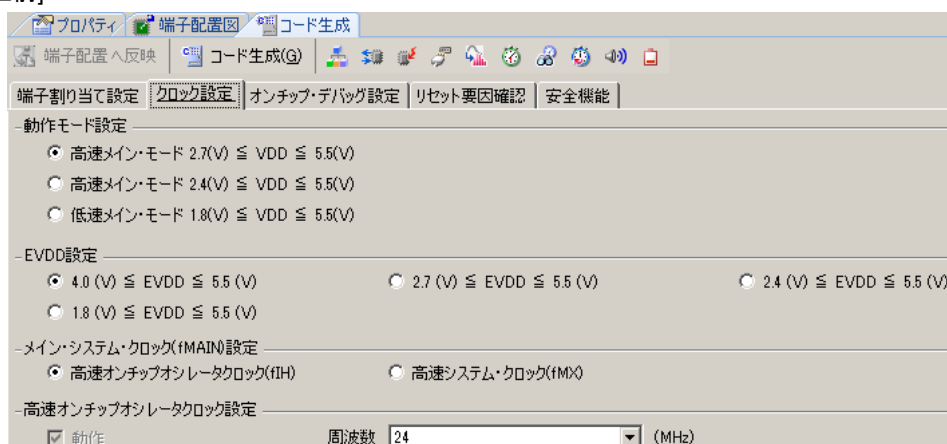 プロパティ 端子配置図 コード生成
端子配置へ反映 コード生成(G)
端子割り当て設定 クロック設定 オンチップ・デバッグ設定 リセット要因確認 安全機能
動作モード設定
高速メイン・モード 2.7(V) ≦ VDD ≦ 5.5(V)
高速メイン・モード 2.4(V) ≦ VDD ≦ 5.5(V)
低速メイン・モード 1.8(V) ≦ VDD ≦ 5.5(V)
EVDD設定
4.0 (V) ≦ EVDD ≦ 5.5 (V) 2.7 (V) ≦ EVDD ≦ 5.5 (V) 2.4 (V) ≦ EVDD ≦ 5.5 (V)
1.8 (V) ≦ EVDD ≦ 5.5 (V)
メイン・システム・クロック(fMAIN)設定
高速オンチップオシレータクロック(fIH) 高速システム・クロック(fMX)
高速オンチップオシレータクロック設定
動作 周波数 24 (MHz)